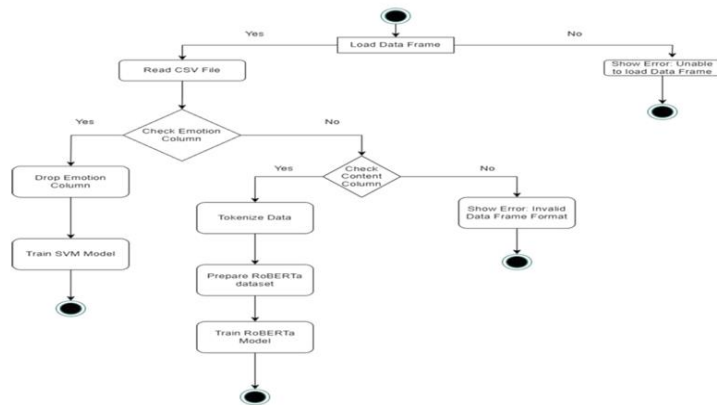 Yes
No
Load Data Frame
Read CSV File
Show Error: Unable
to load Data Frame
Yes
No
Check Emotion
Column
Yes
No
Check
Content
Column
Drop Emotion
Column
Tokenize Data
Show Error: Invalid
Data Frame Format
Train SVM Model
Prepare RoBERTa
dataset
Train RoBERTa
Model